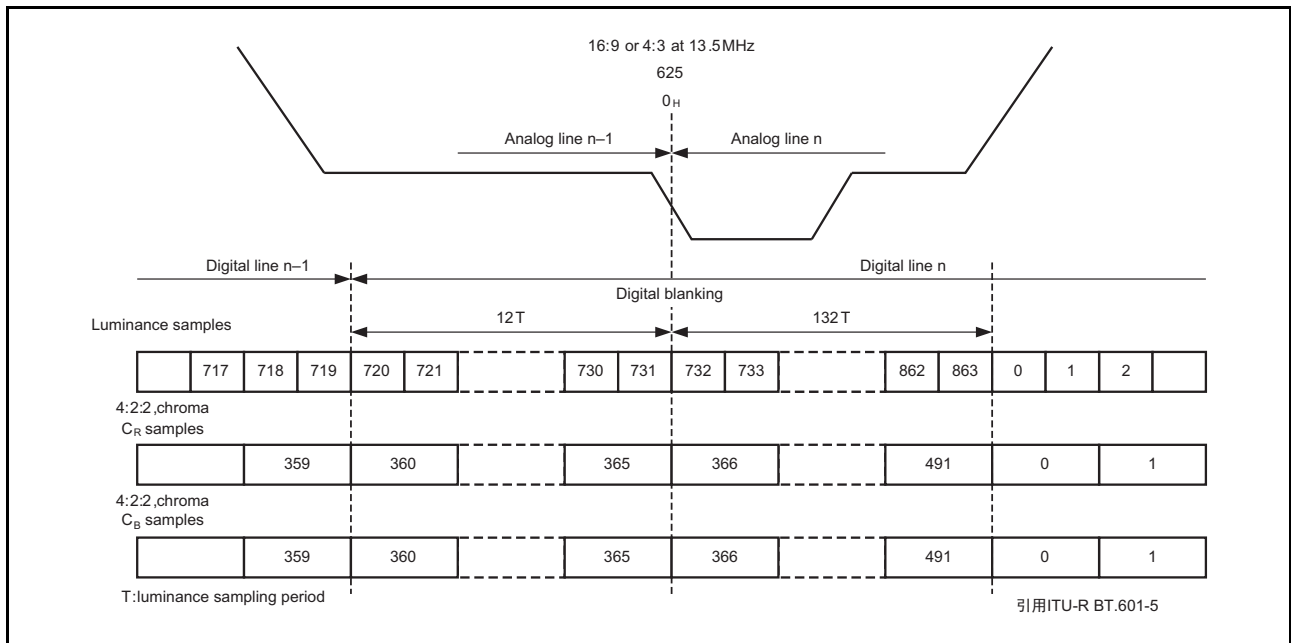 16:9 or 4:3 at 13.5MHz
625
0H
Analog line n–1 Analog line n
Digital line n–1 Digital line n
Digital blanking
12T 132T
Luminance samples
717 718 719 720 721 730 731 732 733 862 863 0 1 2
4:2:2,chroma
CR samples
359 360 365 366 491 0 1
4:2:2,chroma
CB samples
359 360 365 366 491 0 1
T:luminance sampling period
引用ITU-R BT.601-5